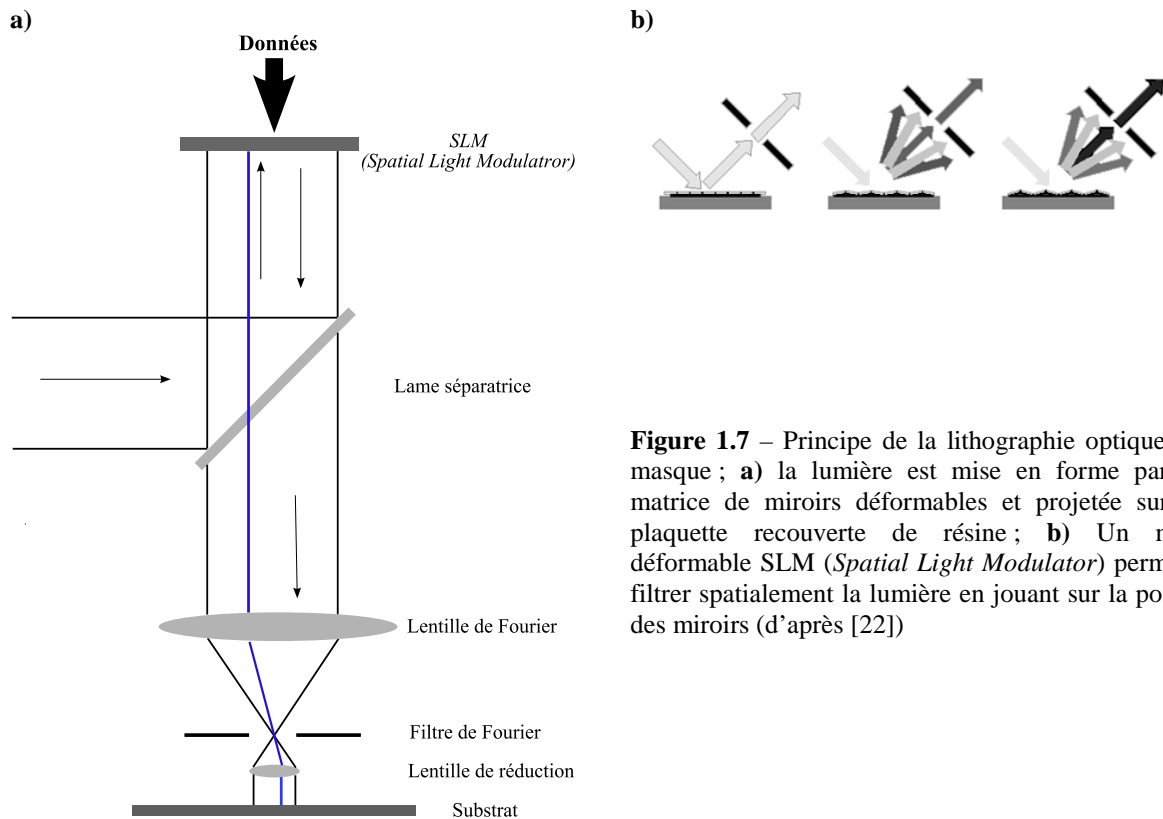 a)
b)
Données
SLM
(Spatial Light Modulatror)
Lame séparatrice
Lentille de Fourier
Filtre de Fourier
Lentille de réduction
Substrat
Figure 1.7 – Principe de la lithographie optique
masque ; a) la lumière est mise en forme par
matrice de miroirs déformables et projetée sur
plaquette recouverte de résine ; b) Un
déformable SLM (Spatial Light Modulator)
filtrer spatialement la lumière en jouant sur la
des miroirs (d'après [22])